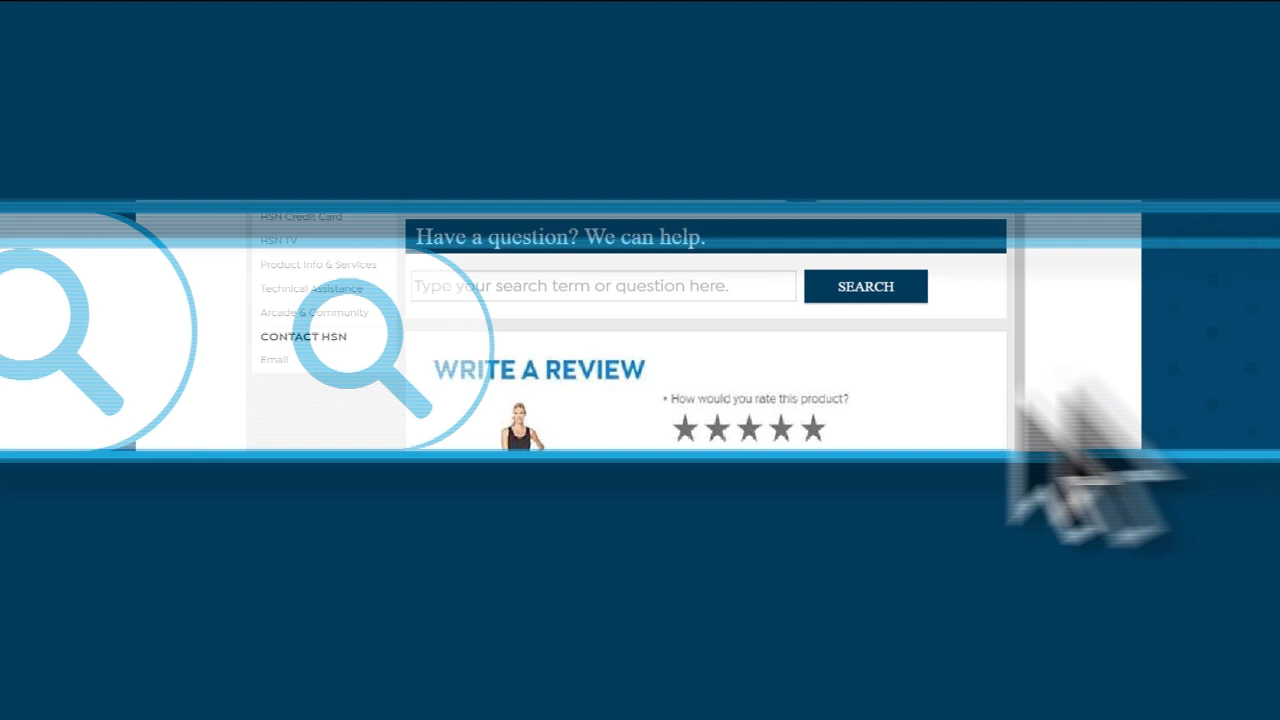 HSN Credit Card
HSN TV
Product Info & Services
Technical Assistance
Arcade & Community
CONTACT HSN
Email
Have a question? We can help.
Type your search term or question here.
SEARCH
WRITE A REVIEW
• How would you rate this product?